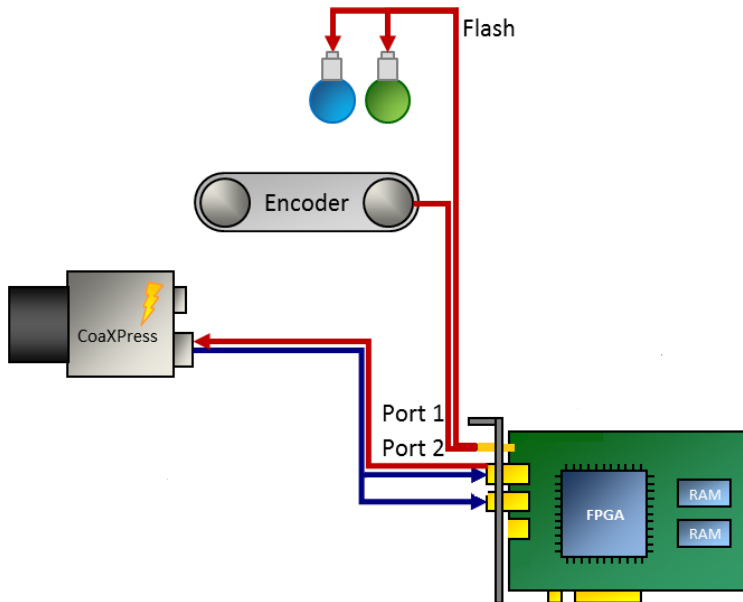 Flash
Encoder
CoaXPress
Port 1
Port 2
RAM
FPGA
RAM